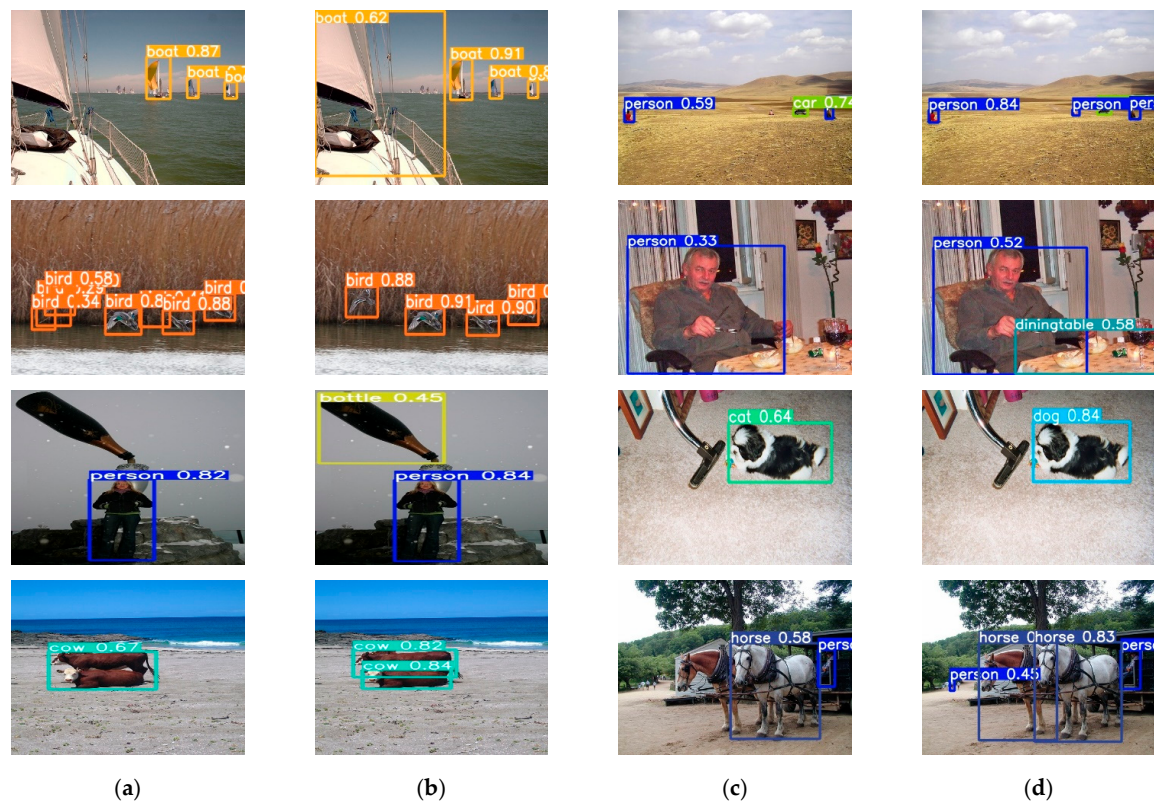 boat 0.62
boat 0.87
boat
boat 0.91
boat
person 0.59
car 0.74
person 0.84
person
bird 0.58
bird 0.34
bird 0.88
bird 0.88
bird 0.91
bird 0.90
person 0.33
person 0.52
diningtable 0.58
bottle 0.45
person 0.82
person 0.84
cat 0.64
dog 0.84
cow 0.67
cow 0.82
cow 0.84
horse 0.58
person
horse
horse 0.83
person 0.45
(a)
(b)
(c)
(d)